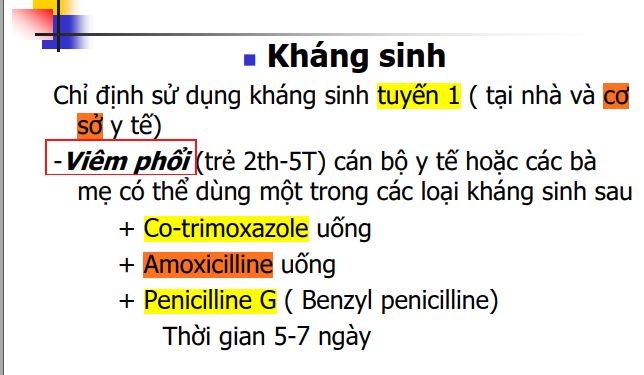 ▪ Kháng sinh
Chỉ định sử dụng kháng sinh tuyến 1 ( tại nhà và cơ
sở y tế)
-Viêm phổi (trẻ 2th-5T) cán bộ y tế hoặc các bà
mẹ có thể dùng một trong các loại kháng sinh sau
+ Co-trimoxazole uống
+ Amoxicilline uống
+ Penicilline G ( Benzyl penicilline)
Thời gian 5-7 ngày